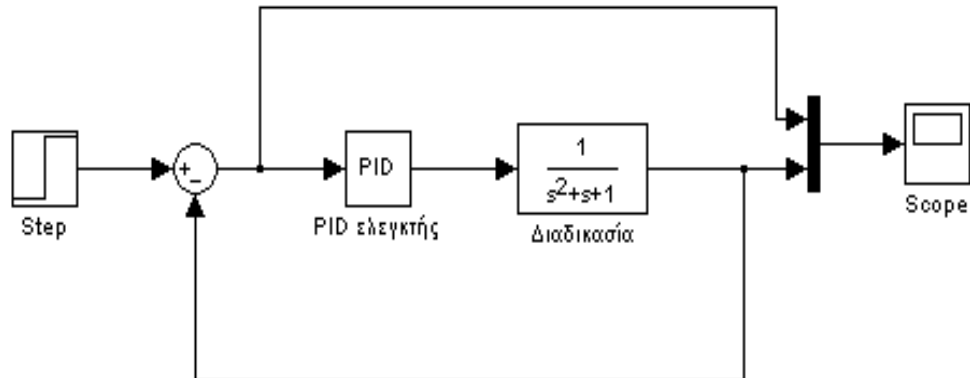 Step
+
−
PID
PID ελεγκτής
1
s²+s+1
Διαδικασία
Scope